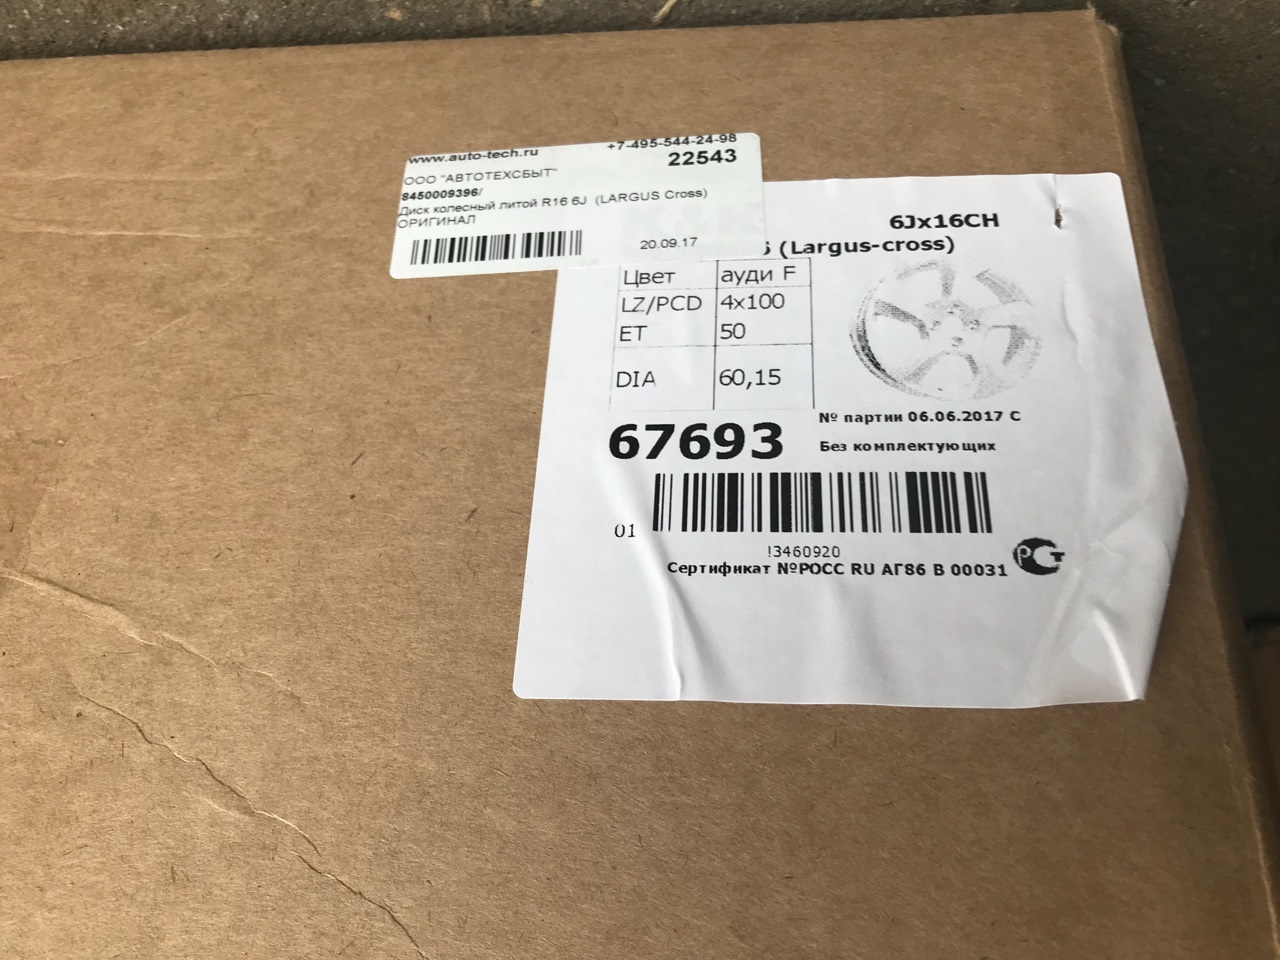 www.auto-tech.ru
+7-495-544-24-98
22543
ООО "АВТОТЕХСБЫТ"
8450009396/
Диск колесный литой R16 6J (LARGUS Cross)
ОРИГИНАЛ
20.09.17
6Jx16CH
(Largus-cross)
Цвет ауди F
LZ/PCD 4x100
ET 50
DIA 60,15
67693
№ партии 06.06.2017 С
Без комплектующих
01
!3460920
Сертификат №РОСС RU АГ86 В 00031
РСТ